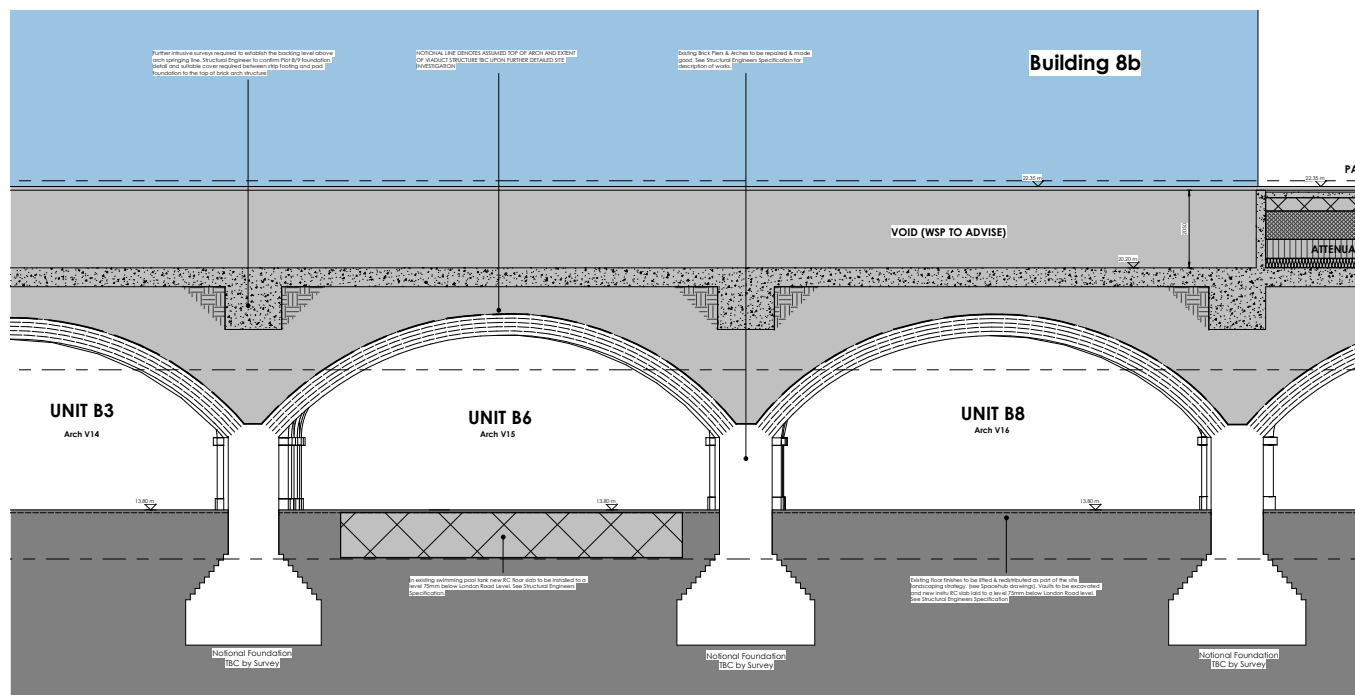 Further intrusive surveys required to establish the backing level above
arch springing line. Structural Engineer to confirm Plot 8/9 foundation
detail and suitable cover required between strip footing and pad
foundation to the top of brick arch structure
NOTIONAL LINE DENOTES ASSUMED TOP OF ARCH AND EXTENT
OF VIADUCT STRUCTURE TBC UPON FURTHER DETAILED SITE
INVESTIGATION
Existing Brick Piers & Arches to be repaired & made
good. See Structural Engineers Specification for
description of works.
Building 8b
22.35 m
22.35 m
PA
VOID (WSP TO ADVISE)
ATTENUA
20.20 m
UNIT B3
Arch V14
UNIT B6
Arch V15
UNIT B8
Arch V16
13.80 m
13.80 m
13.80 m
In existing swimming pool tank new RC floor slab to be installed to a
level 75mm below London Road Level. See Structural Engineers
Specification
Existing floor finishes to be lifted & redistributed as part of the site
landscaping strategy. (see Spacehub drawings). Vaults to be excavated
and new insitu RC slab laid to a level 75mm below London Road level.
See Structural Engineers Specification
Notional Foundation
TBC by Survey
Notional Foundation
TBC by Survey
Notional Foundation
TBC by Survey